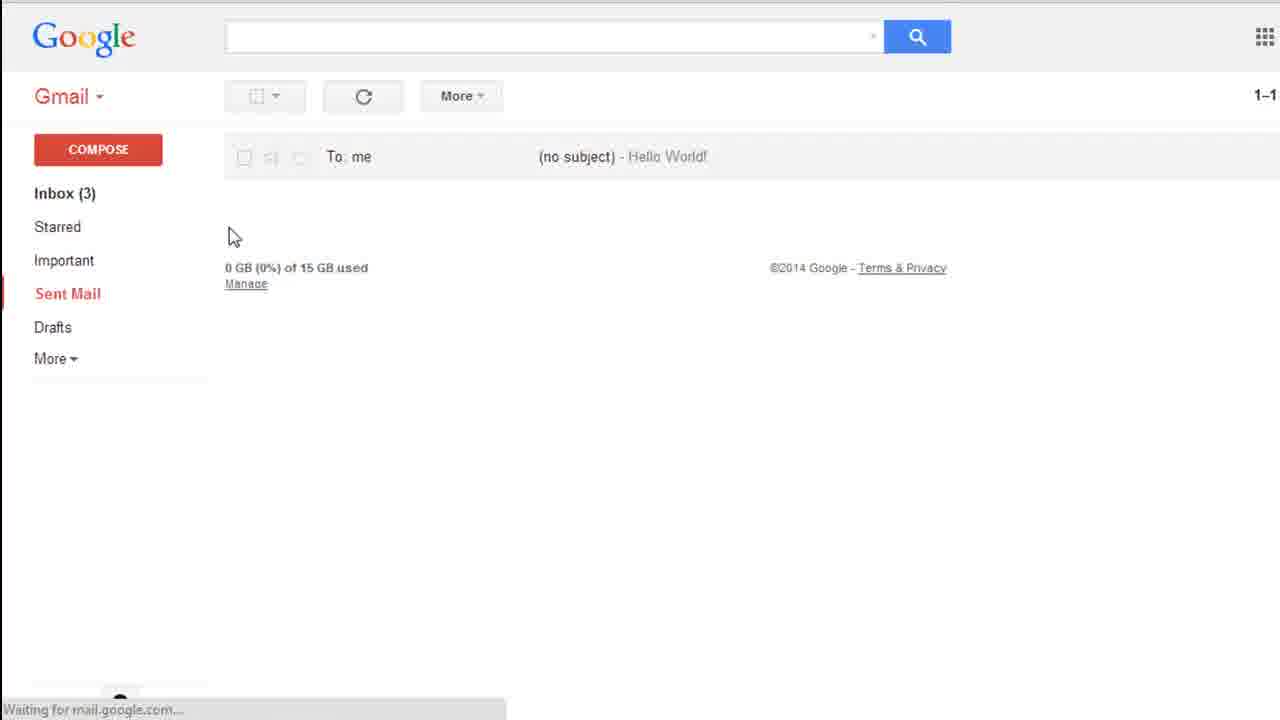 Google
Gmail
More
1–1
COMPOSE
To: me (no subject) - Hello World!
Inbox (3)
Starred
Important
Sent Mail
Drafts
More
0 GB (0%) of 15 GB used
Manage
©2014 Google - Terms & Privacy
Waiting for mail.google.com...